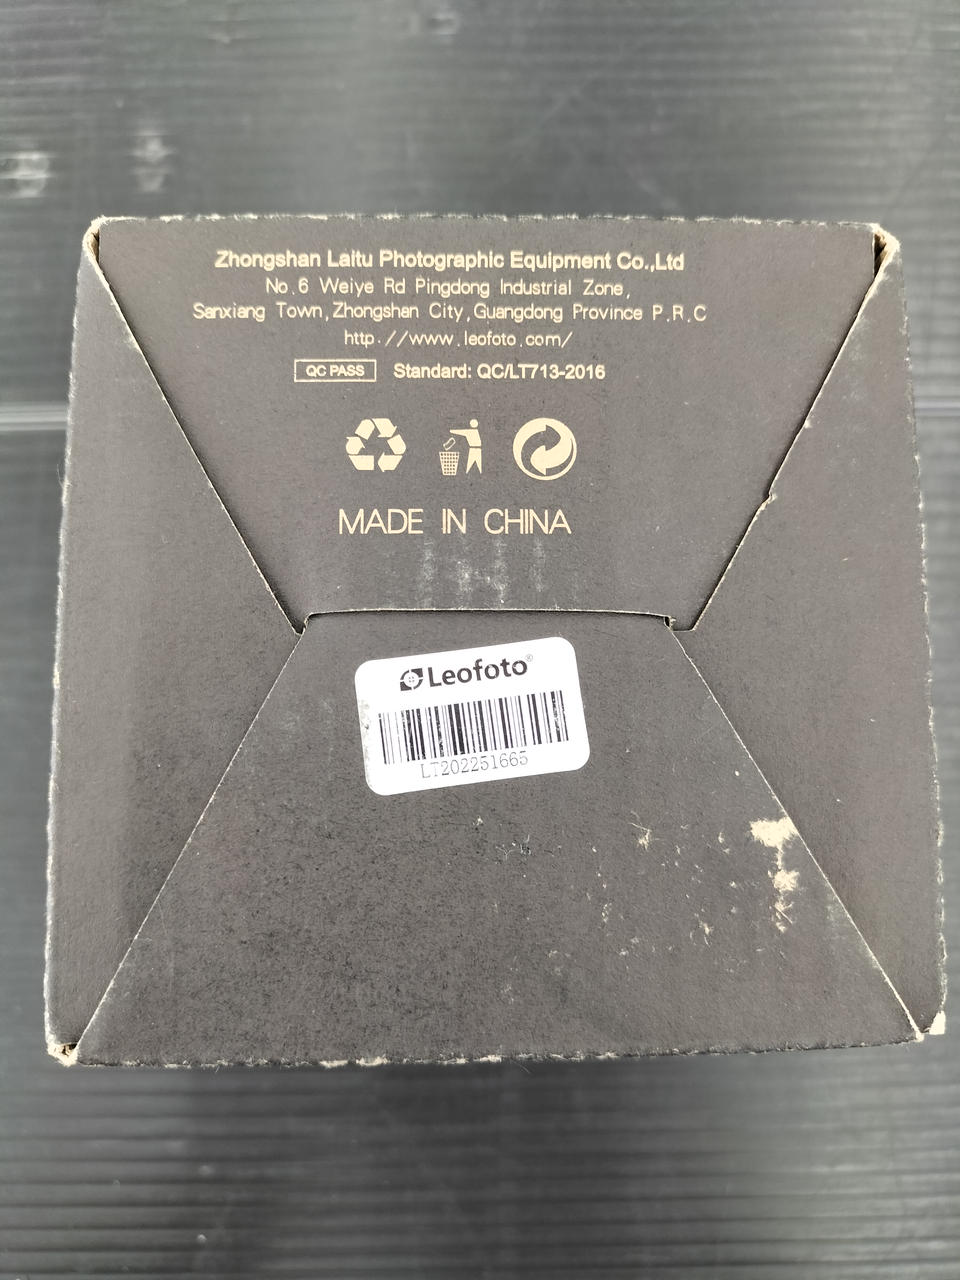 Zhongshan Laitu Photographic Equipment Co.,Ltd
No.6 Weiye Rd Pingdong Industrial Zone,
Sanxiang Town,Zhongshan City,Guangdong Province P.R.C
http://www.leofoto.com/
QC PASS Standard: QC/LT713-2016
MADE IN CHINA
Leofoto®
LT202251665